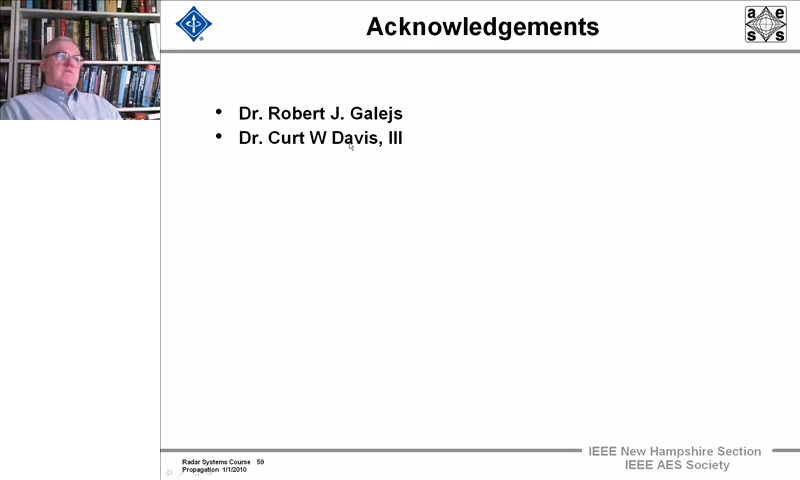 Acknowledgements
a e
s s
• Dr. Robert J. Galejs
• Dr. Curt W Davis, III
Radar Systems Course 59
Propagation 1/1/2010
IEEE New Hampshire Section
IEEE AES Society